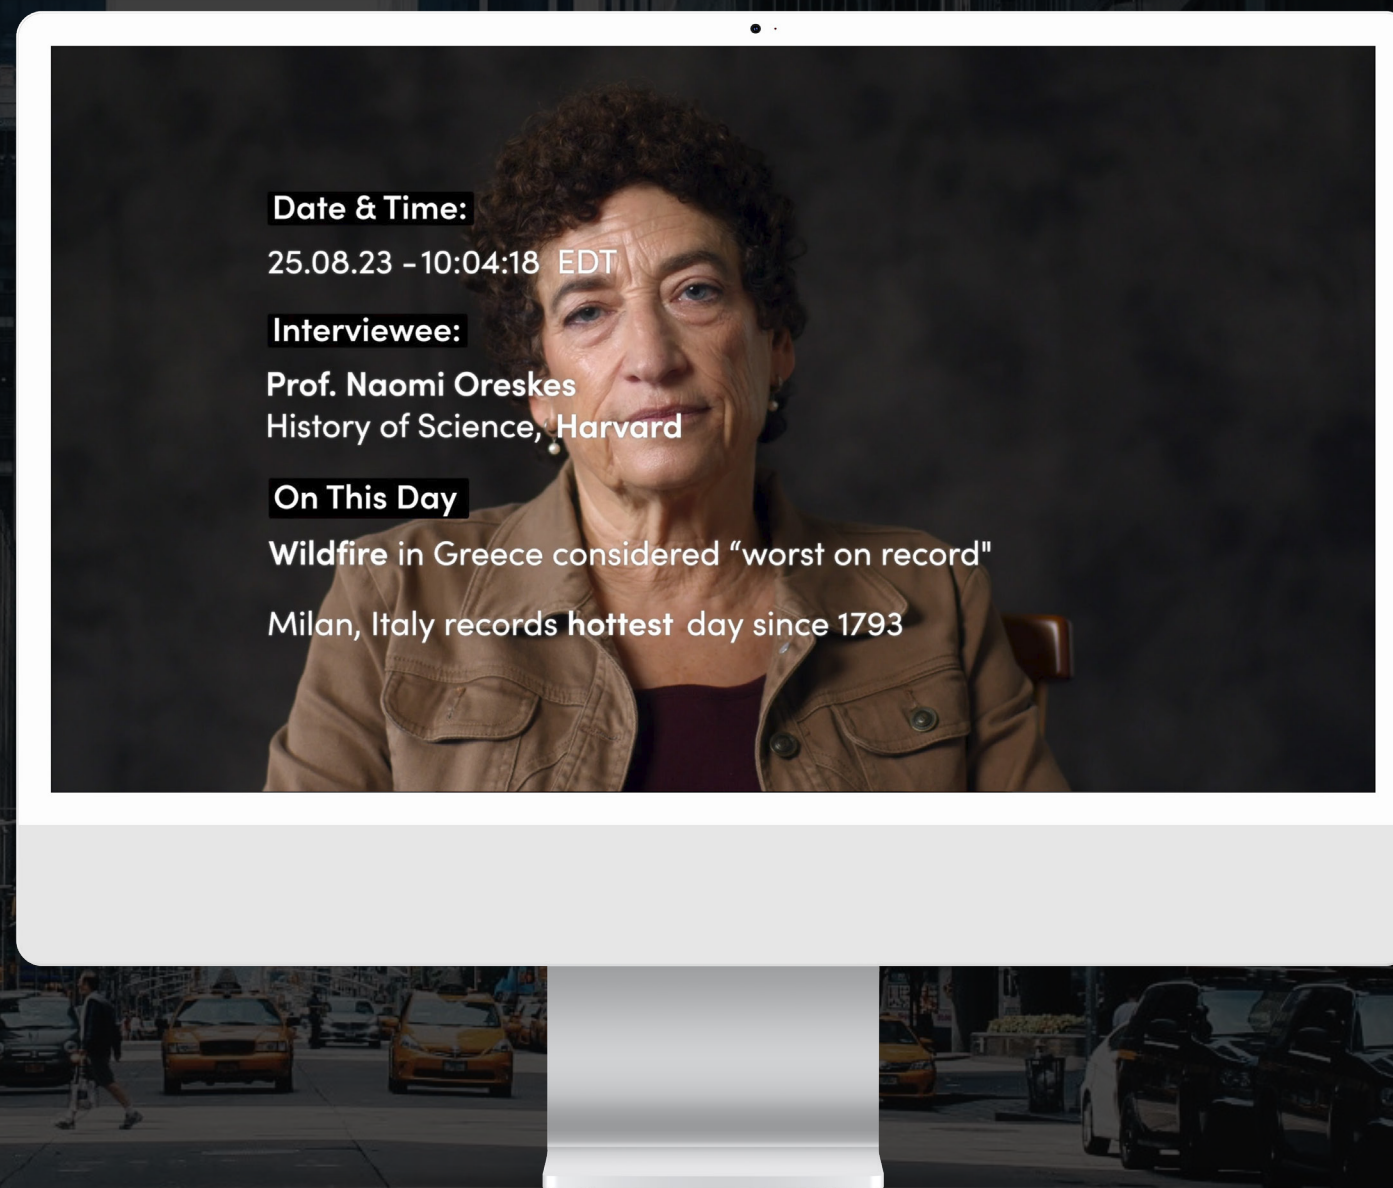 Date & Time:
25.08.23 -10:04:18 EDT
Interviewee:
Prof. Naomi Oreskes
History of Science, Harvard
On This Day
Wildfire in Greece considered “worst on record"
Milan, Italy records hottest day since 1793